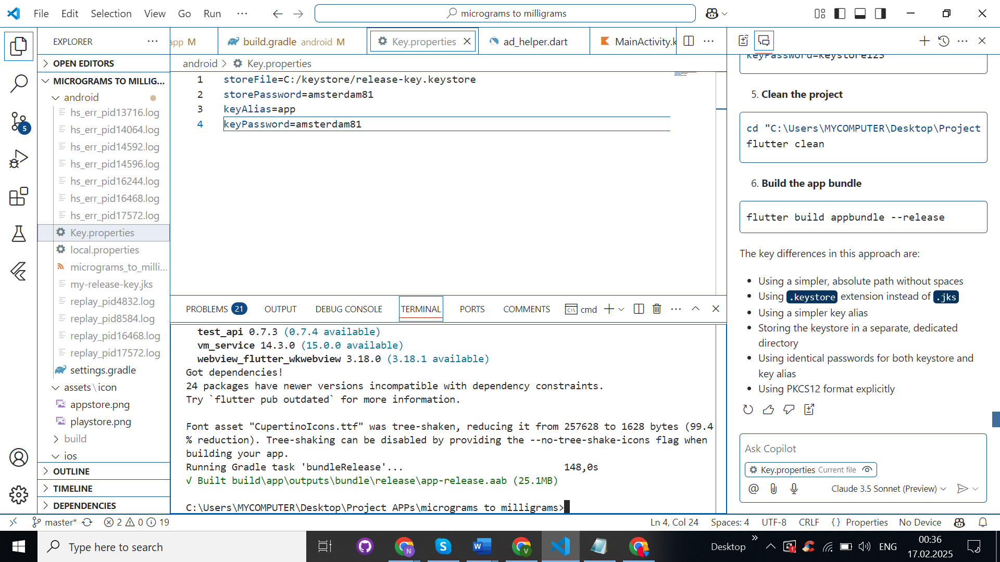 File Edit Selection View Go Run ··· micrograms to milligrams
EXPLORER ···
OPEN EDITORS
MICROGRAMS TO MILLIG...
android
hs_err_pid13716.log
hs_err_pid14064.log
hs_err_pid14592.log
hs_err_pid14596.log
hs_err_pid16244.log
hs_err_pid16468.log
hs_err_pid17572.log
Key.properties
local.properties
micrograms_to_milli...
my-release-key.jks
replay_pid4832.log
replay_pid8584.log
replay_pid16468.log
replay_pid17572.log
settings.gradle
assets\icon
appstore.png
playstore.png
build
ios
OUTLINE
TIMELINE
DEPENDENCIES
5
app M build.gradle android M Key.properties ad_helper.dart MainActivity.k ···
android > Key.properties
1 storeFile=C:/keystore/release-key.keystore
2 storePassword=amsterdam81
3 keyAlias=app
4 keyPassword=amsterdam81
PROBLEMS 21 OUTPUT DEBUG CONSOLE TERMINAL PORTS COMMENTS cmd ···
test_api 0.7.3 (0.7.4 available)
vm_service 14.3.0 (15.0.0 available)
webview_flutter_wkwebview 3.18.0 (3.18.1 available)
Got dependencies!
24 packages have newer versions incompatible with dependency constraints.
Try `flutter pub outdated` for more information.
Font asset "CupertinoIcons.ttf" was tree-shaken, reducing it from 257628 to 1628 bytes (99.4
% reduction). Tree-shaking can be disabled by providing the --no-tree-shake-icons flag when
building your app.
Running Gradle task 'bundleRelease'... 148,0s
√ Built build\app\outputs\bundle\release\app-release.aab (25.1MB)
C:\Users\MYCOMPUTER\Desktop\Project APPs\micrograms to milligrams>
keyPassword=keystore123
5. Clean the project
cd "C:\Users\MYCOMPUTER\Desktop\Project
flutter clean
6. Build the app bundle
flutter build appbundle --release
The key differences in this approach are:
• Using a simpler, absolute path without spaces
• Using .keystore extension instead of .jks
• Using a simpler key alias
• Storing the keystore in a separate, dedicated
directory
• Using identical passwords for both keystore and
key alias
• Using PKCS12 format explicitly
Ask Copilot
Key.properties Current file
Claude 3.5 Sonnet (Preview)
master* 2 0 19 Ln 4, Col 24 Spaces: 4 UTF-8 CRLF {} Properties No Device
Type here to search Desktop ENG 00:36
17.02.2025